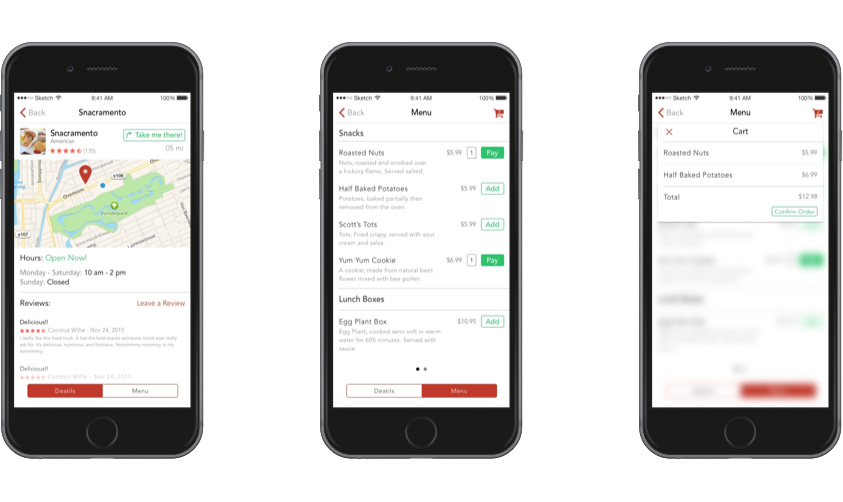 Sketch 9:41 AM 100%
Back Snacramento
Snacramento
American
(135)
Take me there!
.05 mi
s106
Overtoom
Vondelpark
s107
Hours: Open Now!
Monday - Saturday: 10 am - 2 pm
Sunday: Closed
Reviews: Leave a Review
Delicious!!
Coconut Willie - Nov 24, 2015
I really like this food truck. It has the best snacks someone could ever really
ask for. It's delicious, nutritious, and fictitious. Nommmmy nommmy in my
tommmmy.
Delicious!!
Coconut Willie - Nov 24, 2015
Deatils Menu
Sketch 9:41 AM 100%
Back Menu
Snacks
Roasted Nuts $5.99 1 Pay
Nuts; roasted and smoked over
a hickory flame. Served salted.
Half Baked Potatoes $5.99 Add
Potatoes; baked partially then
removed from the oven.
Scott's Tots $5.99 Add
Tots; Fried crispy, served with sour
cream and salsa.
Yum Yum Cookie $6.99 1 Pay
A cookie; made from natural beet
flower mixed with bee pollen.
Lunch Boxes
Egg Plant Box $10.95 Add
Egg Plant; cooked semi soft in warm
water for 605 minutes. Served with
sauce.
Deatils Menu
Sketch 9:41 AM 100%
Back Menu
Cart
Roasted Nuts $5.99
Half Baked Potatoes $6.99
Total $12.98
Confirm Order